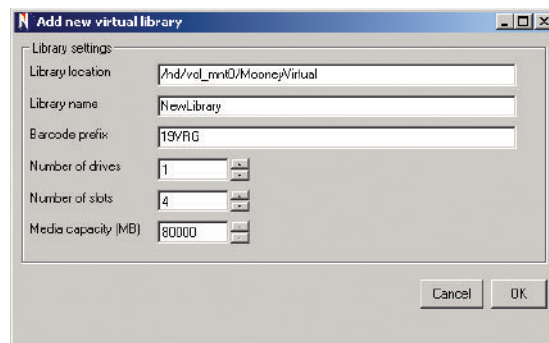 Add new virtual library
Library settings
Library location /hd/vol_mnt0/MooneyVirtual
Library name NewLibrary
Barcode prefix 19VRG
Number of drives 1
Number of slots 4
Media capacity (MB) 80000
Cancel OK